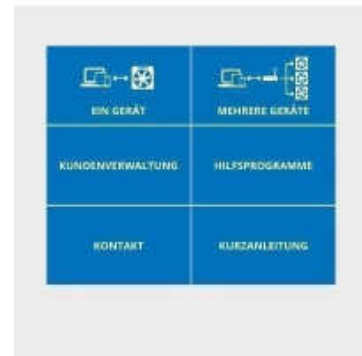 EIN GERÄT
MEHRERE GERÄTE
KUNDENVERWALTUNG
HILFSPROGRAMME
KONTAKT
KURZANLEITUNG